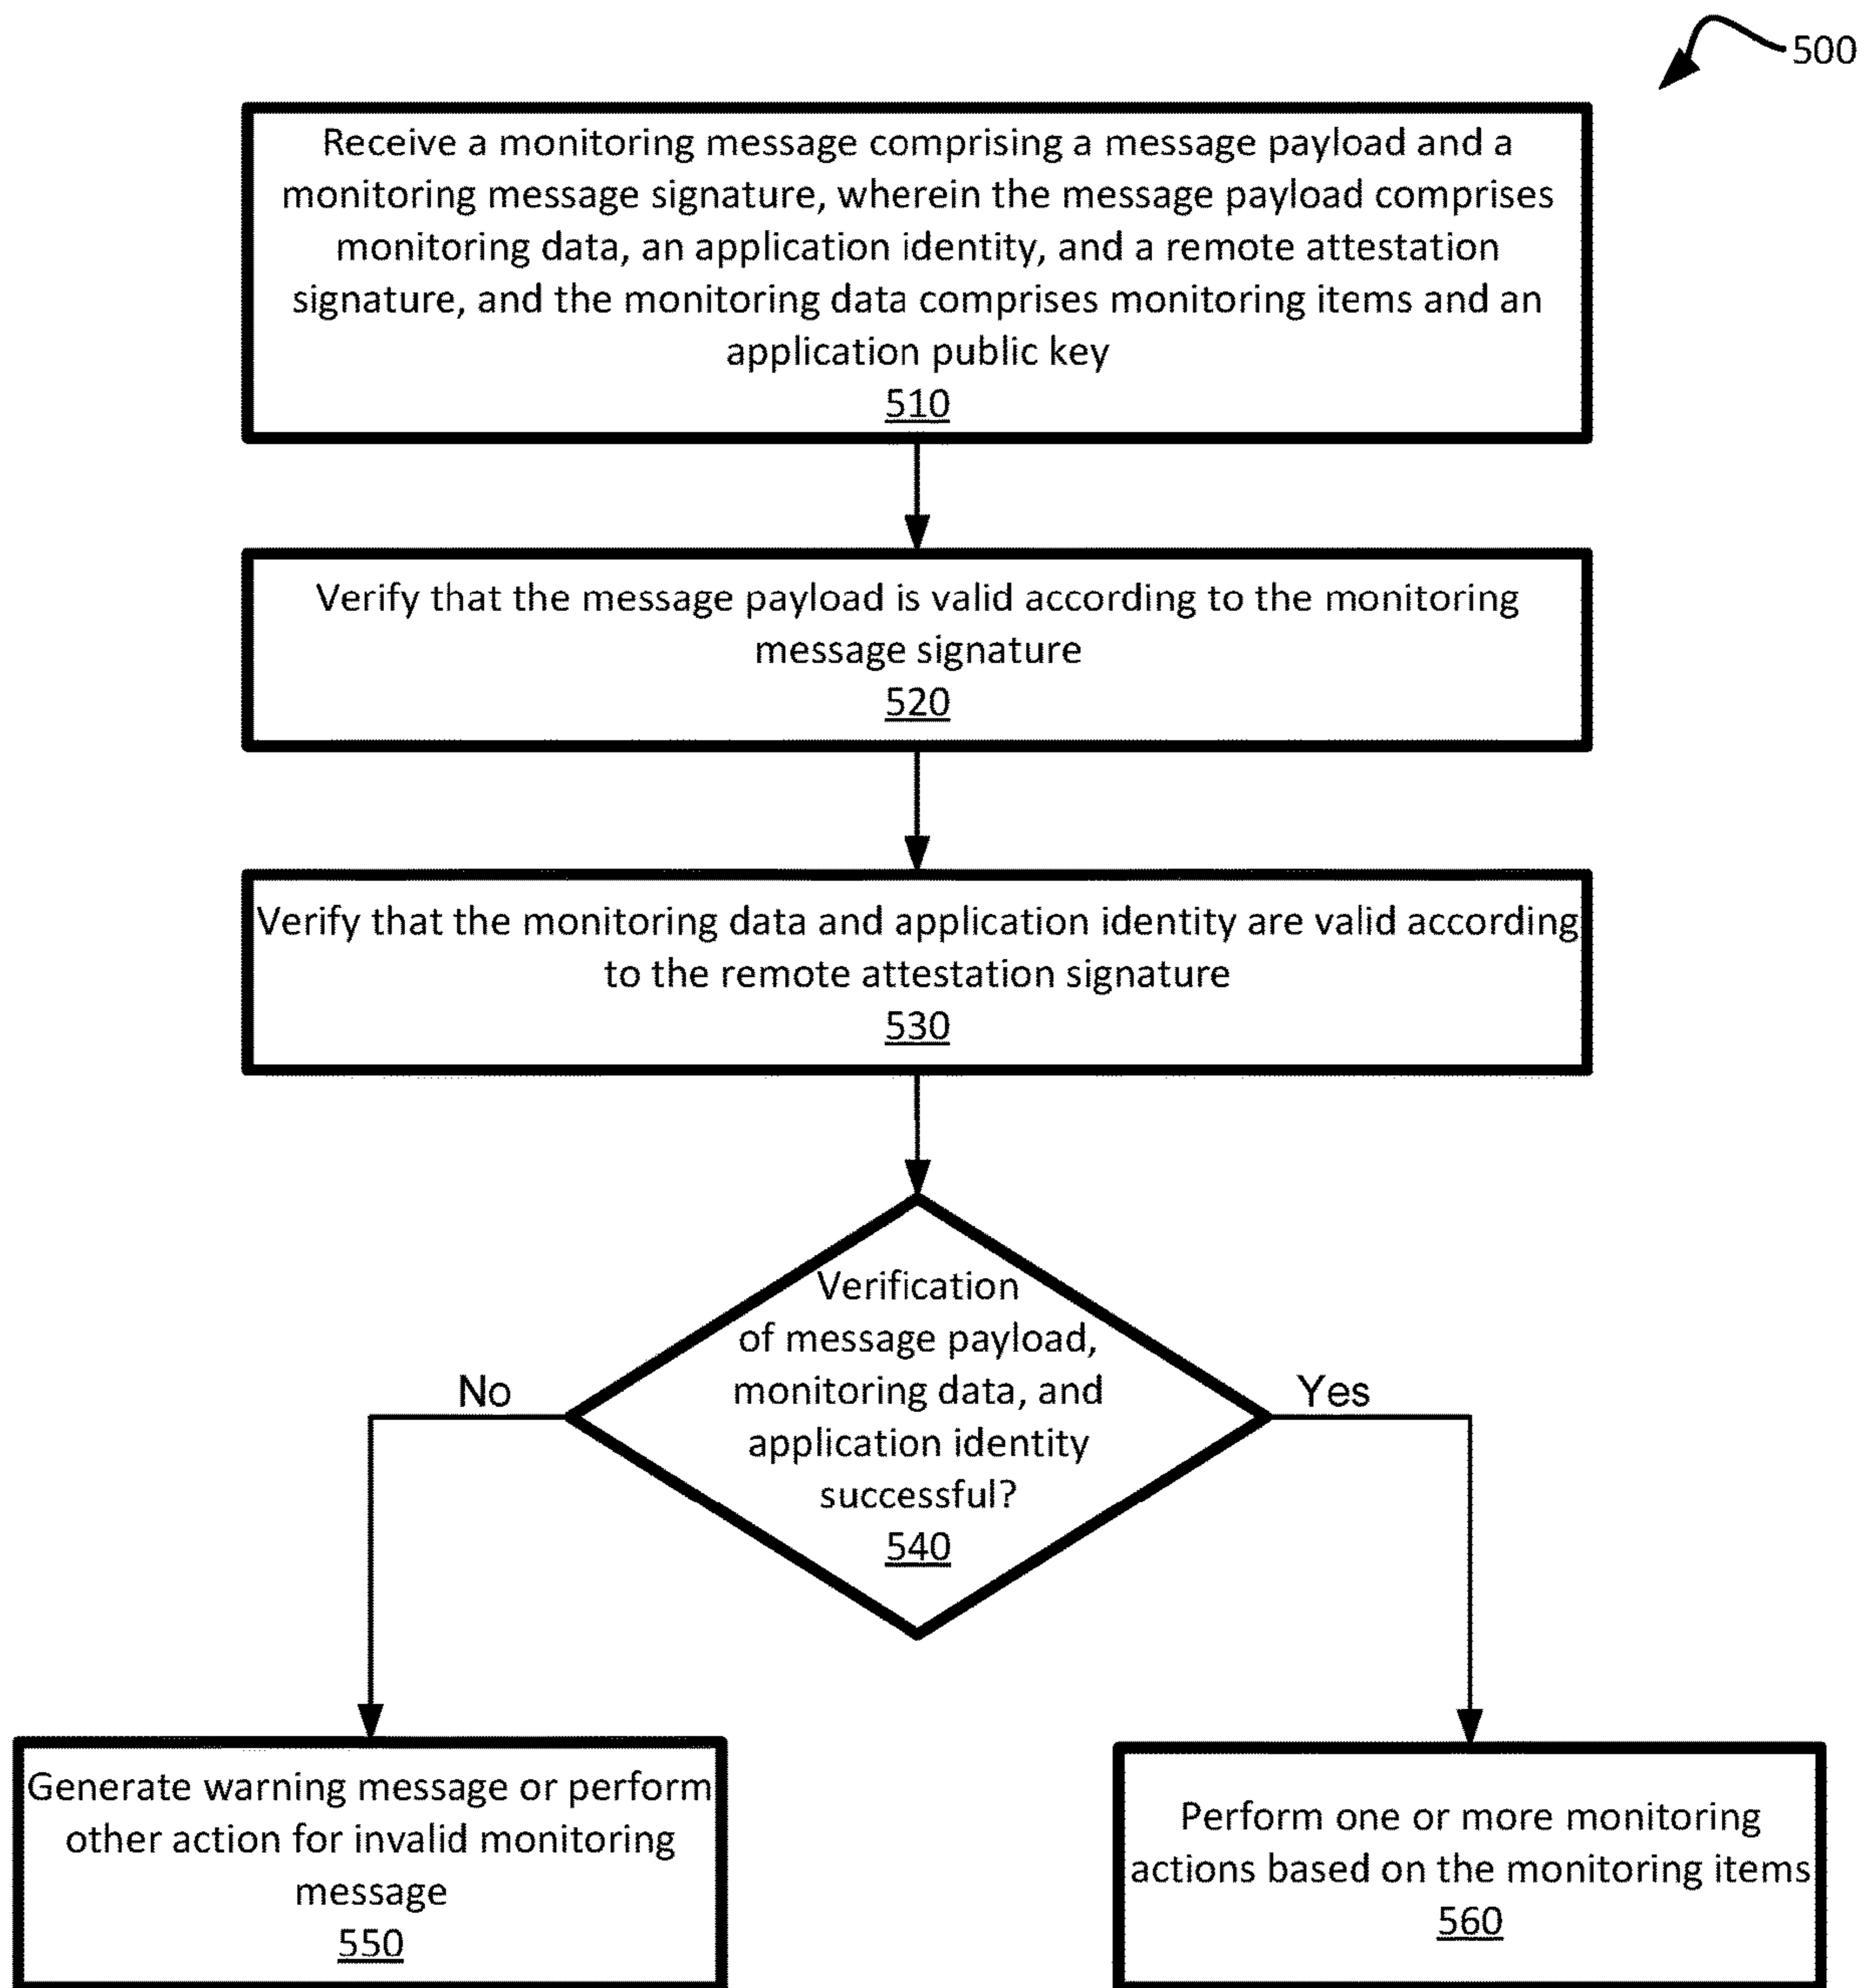 500
Receive a monitoring message comprising a message payload and a
monitoring message signature, wherein the message payload comprises
monitoring data, an application identity, and a remote attestation
signature, and the monitoring data comprises monitoring items and an
application public key
510
Verify that the message payload is valid according to the monitoring
message signature
520
Verify that the monitoring data and application identity are valid according
to the remote attestation signature
530
Verification
of message payload,
monitoring data, and
application identity
successful?
540
No
Yes
Generate warning message or perform
other action for invalid monitoring
message
550
Perform one or more monitoring
actions based on the monitoring items
560